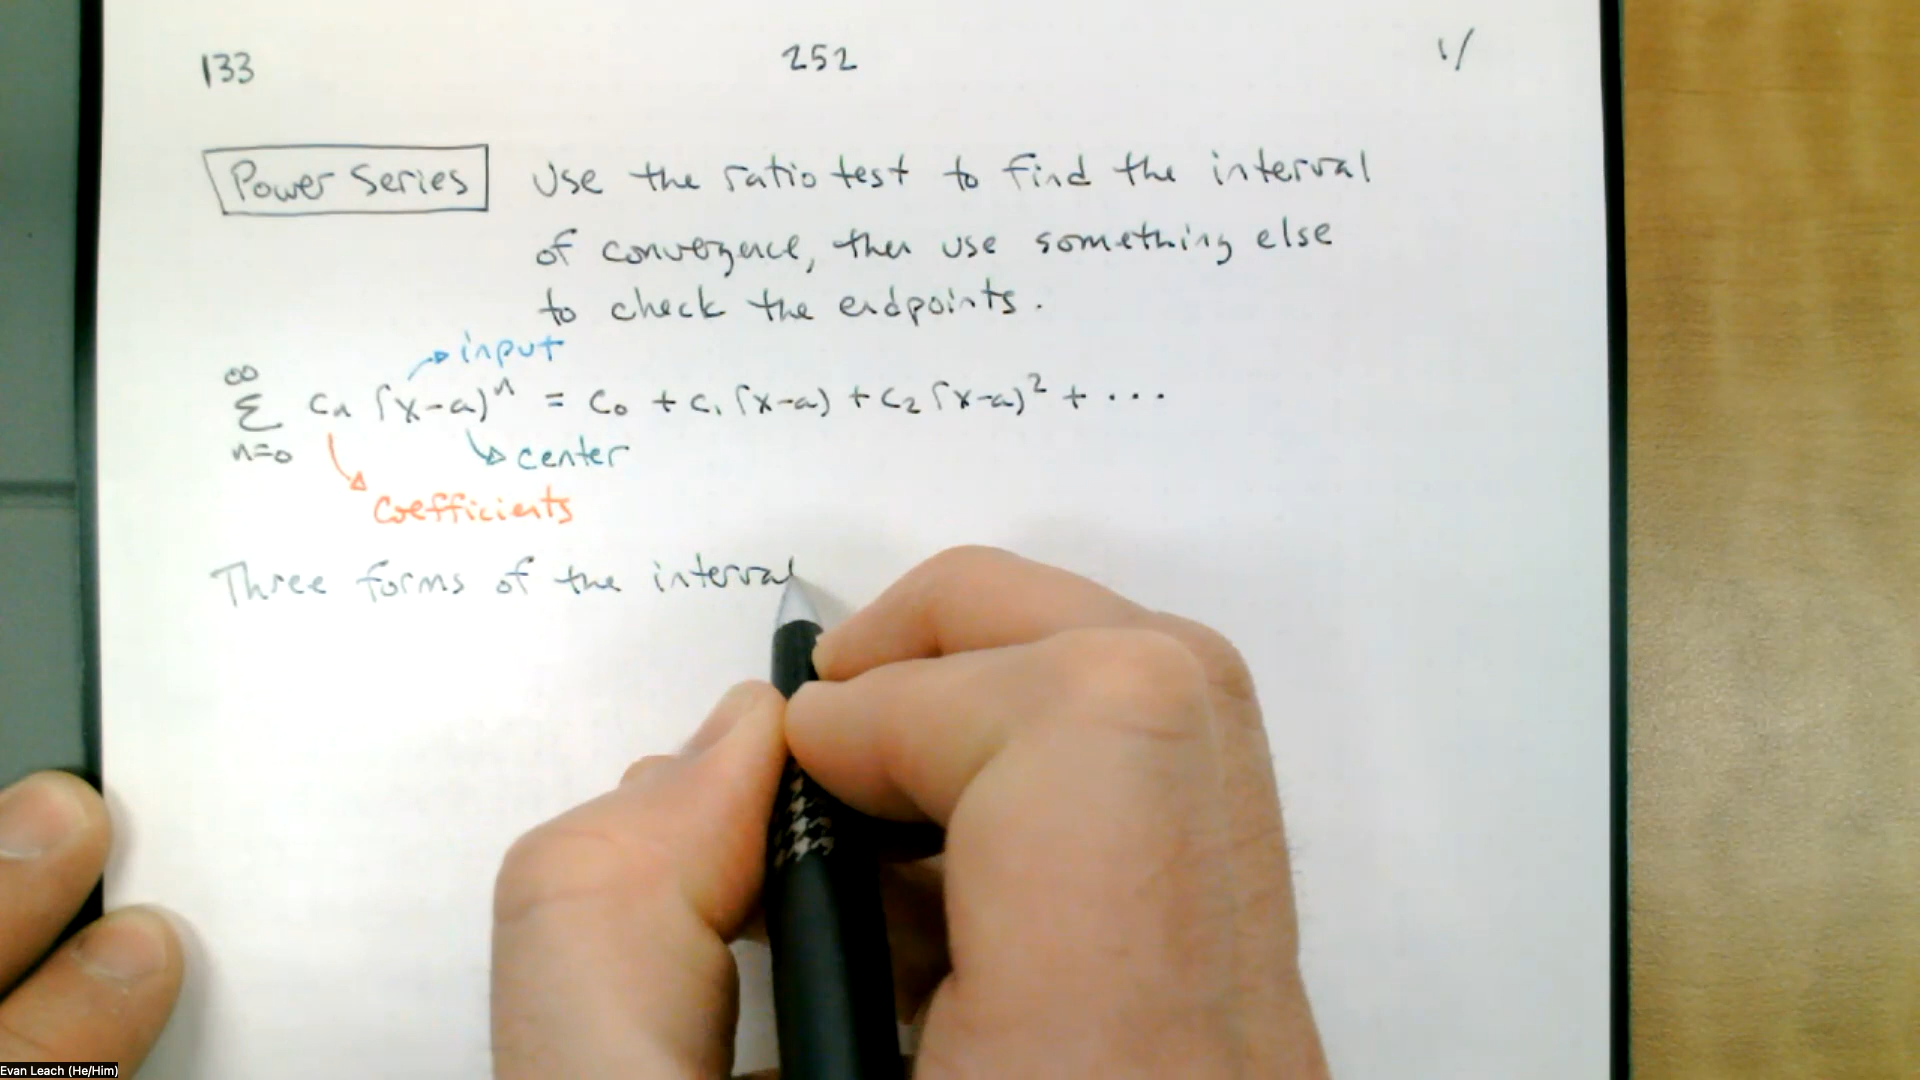 133 252 1/
Power Series Use the ratio test to find the interval
of convergence, then use something else
to check the endpoints.
input
∞
Σ cₙ (x-a)ⁿ = c₀ + c₁(x-a) + c₂(x-a)² + ...
n=0
center
coefficients
Three forms of the interval
Evan Leach (He/Him)